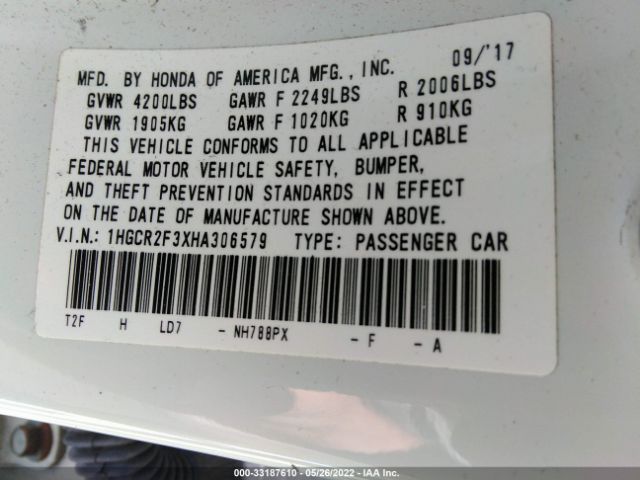 MFD. BY HONDA OF AMERICA MFG., INC. 09/'17
GVWR 4200LBS GAWR F 2249LBS R 2006LBS
GVWR 1905KG GAWR F 1020KG R 910KG
THIS VEHICLE CONFORMS TO ALL APPLICABLE
FEDERAL MOTOR VEHICLE SAFETY, BUMPER,
AND THEFT PREVENTION STANDARDS IN EFFECT
ON THE DATE OF MANUFACTURE SHOWN ABOVE.
V.I.N.: 1HGCR2F3XHA306579 TYPE: PASSENGER CAR
T2F H LD7 - NH788PX - F - A
000-33187610 - 05/26/2022 - IAA Inc.